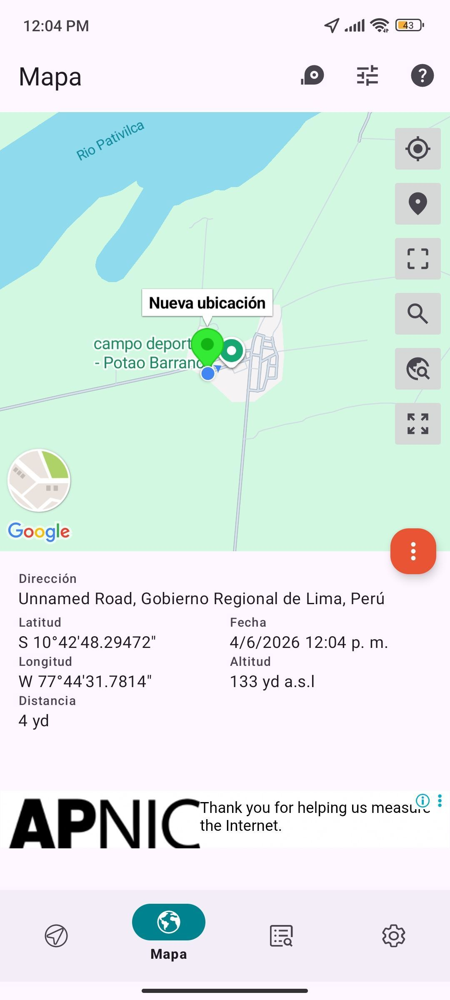 12:04 PM
43
Mapa
Rio Pativilca
Nueva ubicación
campo deport
- Potao Barranc
Google
Dirección
Unnamed Road, Gobierno Regional de Lima, Perú
Latitud
Fecha
S 10°42'48.29472"
4/6/2026 12:04 p. m.
Longitud
Altitud
W 77°44'31.7814"
133 yd a.s.l
Distancia
4 yd
APNIC
Thank you for helping us measure
the Internet.
Mapa